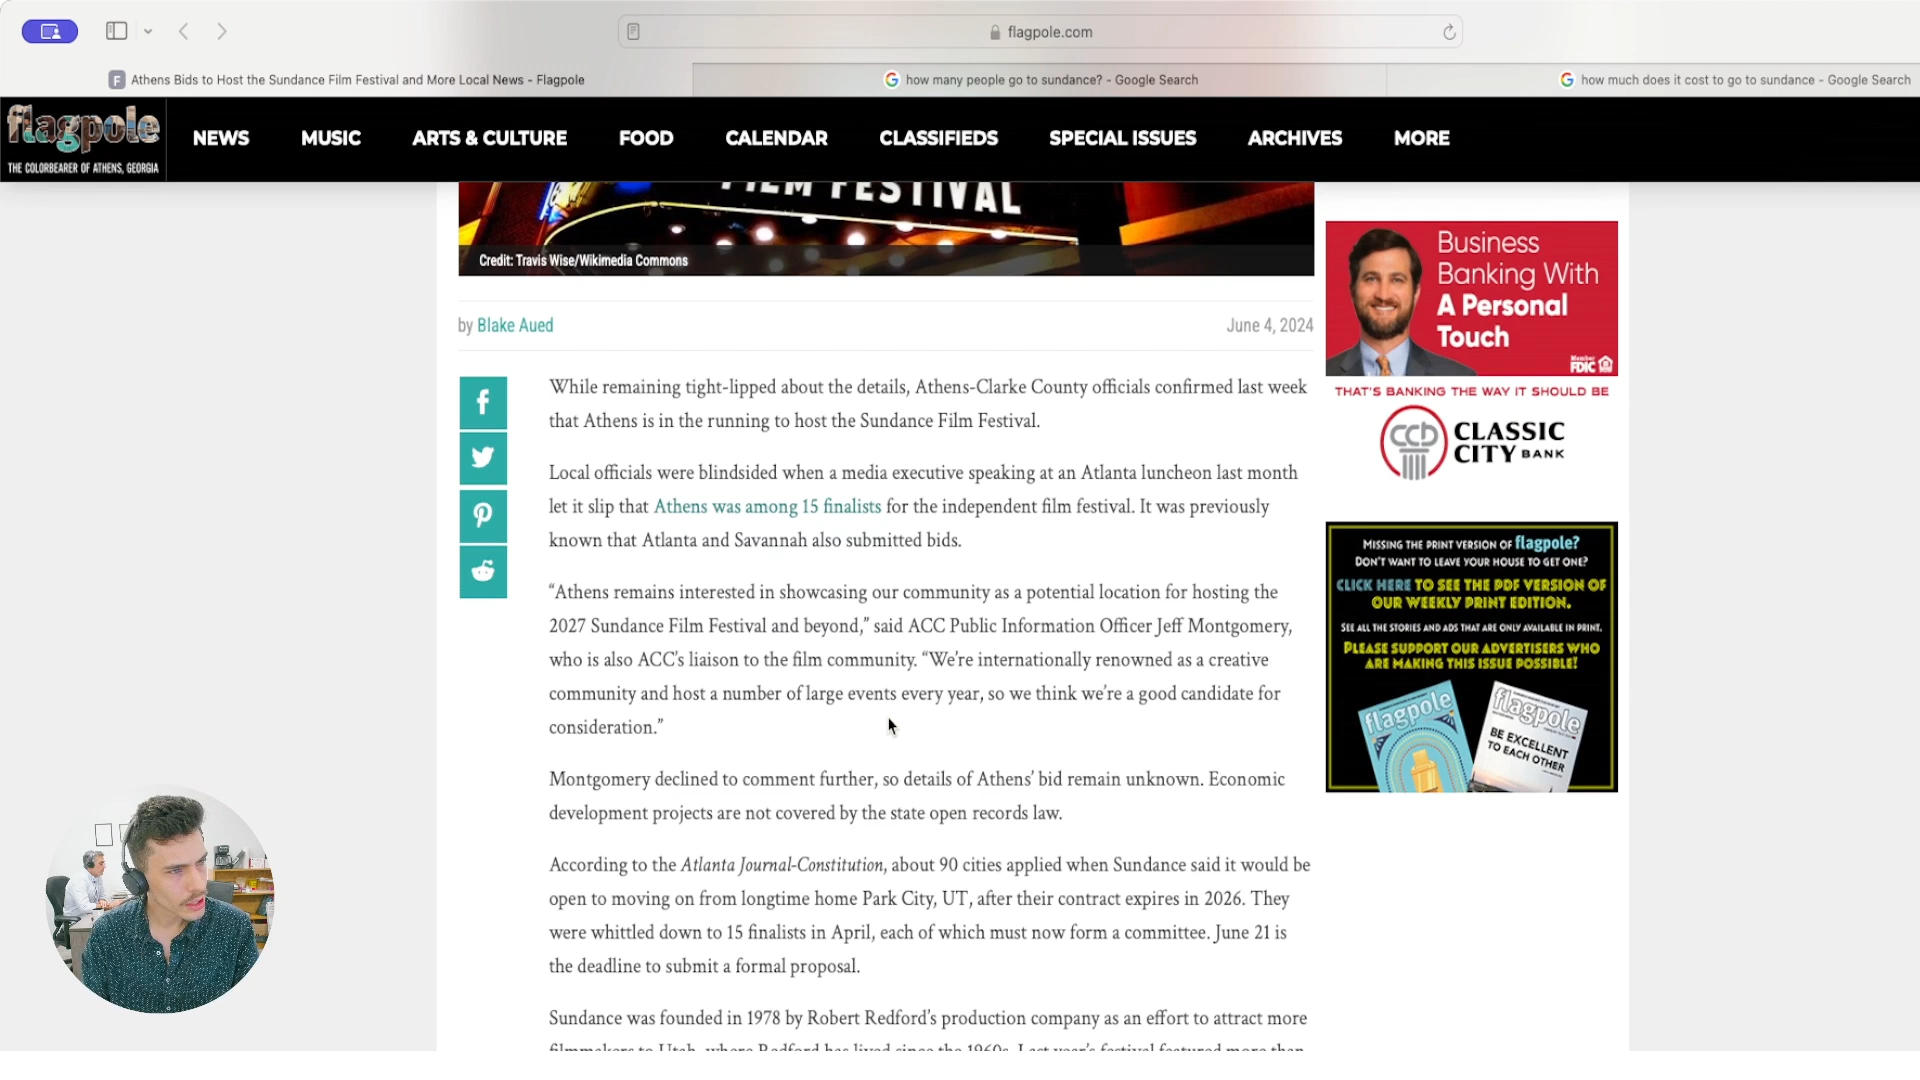 flagpole.com
Athens Bids to Host the Sundance Film Festival and More Local News - Flagpole
how many people go to sundance? - Google Search
how much does it cost to go to sundance - Google Search
flagpole
THE COLORBEARER OF ATHENS, GEORGIA
NEWS
MUSIC
ARTS & CULTURE
FOOD
CALENDAR
CLASSIFIEDS
SPECIAL ISSUES
ARCHIVES
MORE
FILM FESTIVAL
Credit: Travis Wise/Wikimedia Commons
by Blake Aued
June 4, 2024
While remaining tight-lipped about the details, Athens-Clarke County officials confirmed last week
that Athens is in the running to host the Sundance Film Festival.
Local officials were blindsided when a media executive speaking at an Atlanta luncheon last month
let it slip that Athens was among 15 finalists for the independent film festival. It was previously
known that Atlanta and Savannah also submitted bids.
“Athens remains interested in showcasing our community as a potential location for hosting the
2027 Sundance Film Festival and beyond,” said ACC Public Information Officer Jeff Montgomery,
who is also ACC’s liaison to the film community. “We’re internationally renowned as a creative
community and host a number of large events every year, so we think we’re a good candidate for
consideration.”
Montgomery declined to comment further, so details of Athens’ bid remain unknown. Economic
development projects are not covered by the state open records law.
According to the Atlanta Journal-Constitution, about 90 cities applied when Sundance said it would be
open to moving on from longtime home Park City, UT, after their contract expires in 2026. They
were whittled down to 15 finalists in April, each of which must now form a committee. June 21 is
the deadline to submit a formal proposal.
Sundance was founded in 1978 by Robert Redford’s production company as an effort to attract more
filmmakers to Utah, where Redford has lived since the 1960s. Last year’s festival featured more than
Business
Banking With
A Personal
Touch
Member
FDIC
THAT'S BANKING THE WAY IT SHOULD BE
CCB
CLASSIC
CITY BANK
MISSING THE PRINT VERSION OF flagpole?
DON'T WANT TO LEAVE YOUR HOUSE TO GET ONE?
CLICK HERE TO SEE THE PDF VERSION OF
OUR WEEKLY PRINT EDITION.
SEE ALL THE STORIES AND ADS THAT ARE ONLY AVAILABLE IN PRINT.
PLEASE SUPPORT OUR ADVERTISERS WHO
ARE MAKING THIS ISSUE POSSIBLE!
flagpole
flagpole
BE EXCELLENT
TO EACH OTHER